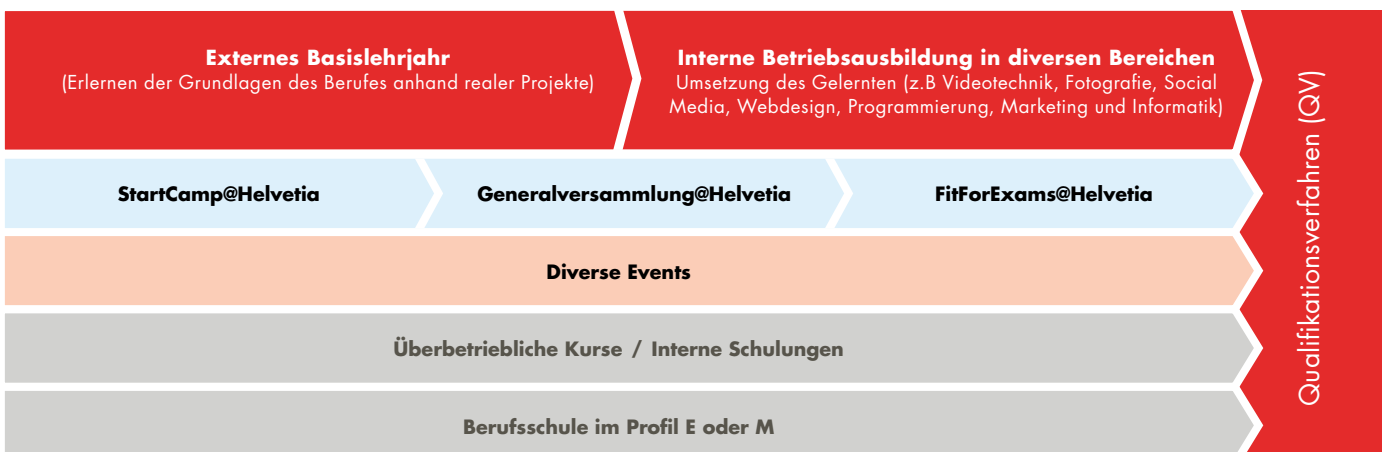 Externes Basislehrjahr
(Erlernen der Grundlagen des Berufes anhand realer Projekte)
Interne Betriebsausbildung in diversen Bereichen
Umsetzung des Gelernten (z.B Videotechnik, Fotografie, Social
Media, Webdesign, Programmierung, Marketing und Informatik)
StartCamp@Helvetia
Generalversammlung@Helvetia
FitForExams@Helvetia
Diverse Events
Überbetriebliche Kurse / Interne Schulungen
Berufsschule im Profil E oder M
Qualifikationsverfahren (QV)